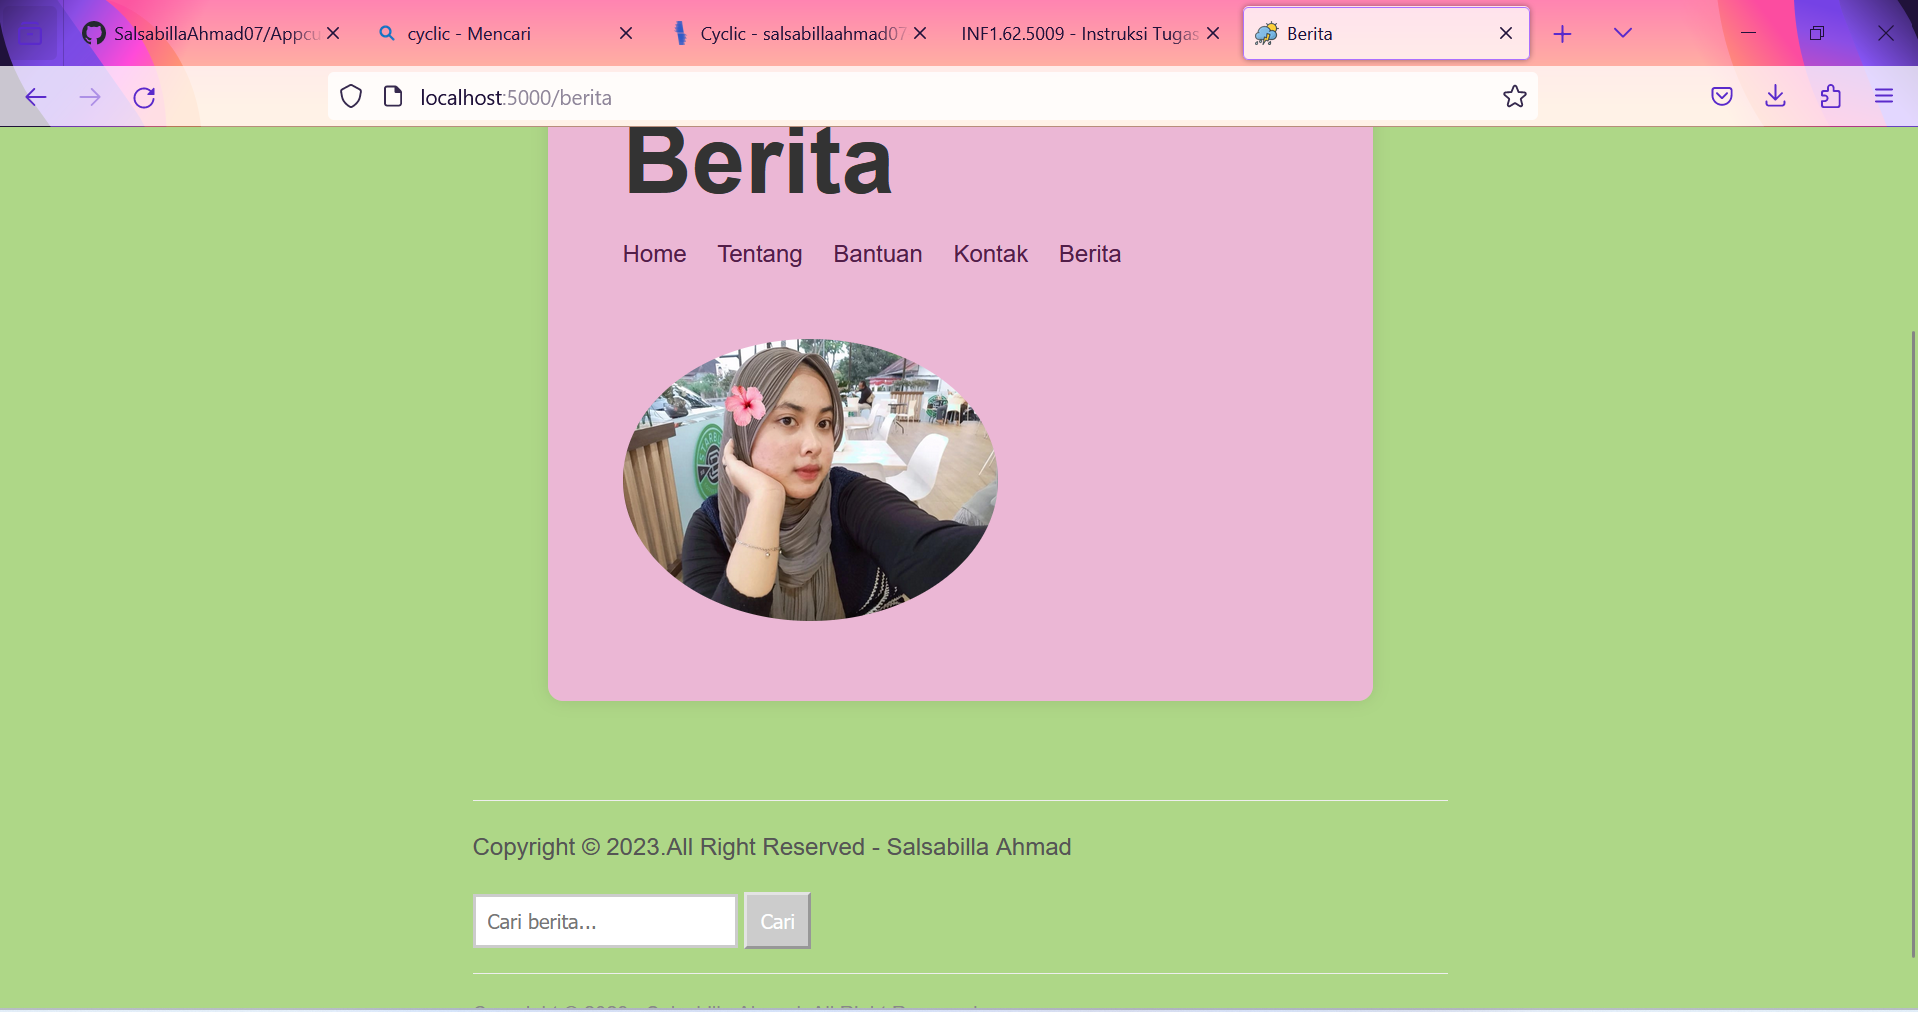 SalsabillaAhmad07/Appcu
cyclic - Mencari
Cyclic - salsabillaahmad07
INF1.62.5009 - Instruksi Tugas
Berita
localhost:5000/berita
Berita
Home Tentang Bantuan Kontak Berita
Copyright © 2023.All Right Reserved - Salsabilla Ahmad
Cari berita...
Cari